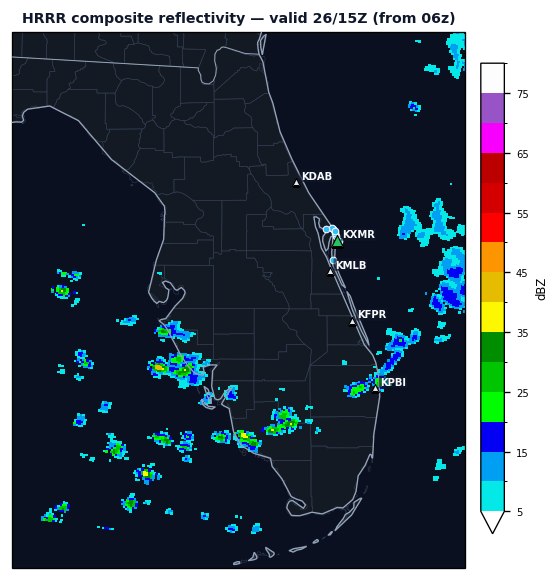 HRRR composite reflectivity — valid 26/15Z (from 06z)
KDAB
KXMR
KMLB
KFPR
KPBI
75
65
55
45
35
25
15
5
dBZ